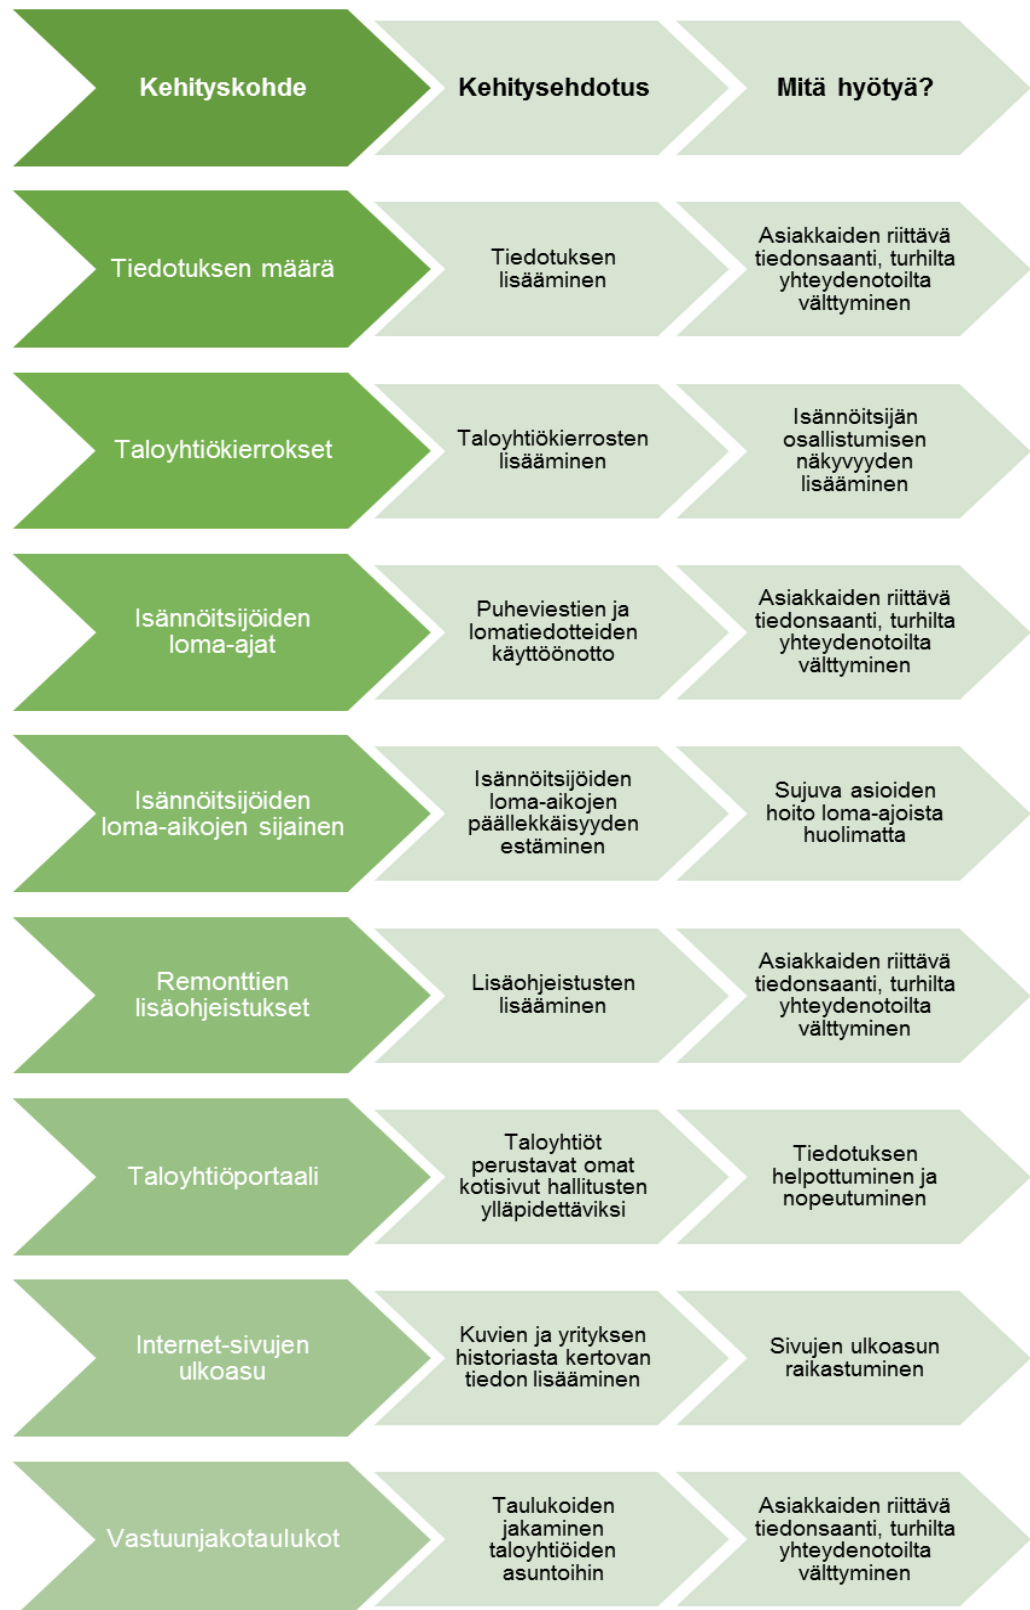 Kehityskohde
Kehitysehdotus
Mitä hyötyä?
Tiedotuksen määrä
Tiedotuksen
lisääminen
Asiakkaiden riittävä
tiedonsaanti, turhilta
yhteydenotoilta
välttyminen
Taloyhtiökierrokset
Taloyhtiökierrosten
lisääminen
Isännöitsijän
osallistumisen
näkyvyyden
lisääminen
Isännöitsijöiden
loma-ajat
Puheviestien ja
lomatiedotteiden
käyttöönotto
Asiakkaiden riittävä
tiedonsaanti, turhilta
yhteydenotoilta
välttyminen
Isännöitsijöiden
loma-aikojen sijainen
Isännöitsijöiden
loma-aikojen
päällekkäisyyden
estäminen
Sujuva asioiden
hoito loma-ajoista
huolimatta
Remonttien
lisäohjeistukset
Lisäohjeistusten
lisääminen
Asiakkaiden riittävä
tiedonsaanti, turhilta
yhteydenotoilta
välttyminen
Taloyhtiöportaali
Taloyhtiöt
perustavat omat
kotisivut hallitusten
ylläpidettäviksi
Tiedotuksen
helpottuminen ja
nopeutuminen
Internet-sivujen
ulkoasu
Kuvien ja yrityksen
historiasta kertovan
tiedon lisääminen
Sivujen ulkoasun
raikastuminen
Vastuunjakotaulukot
Taulukoiden
jakaminen
taloyhtiöiden
asuntoihin
Asiakkaiden riittävä
tiedonsaanti, turhilta
yhteydenotoilta
välttyminen